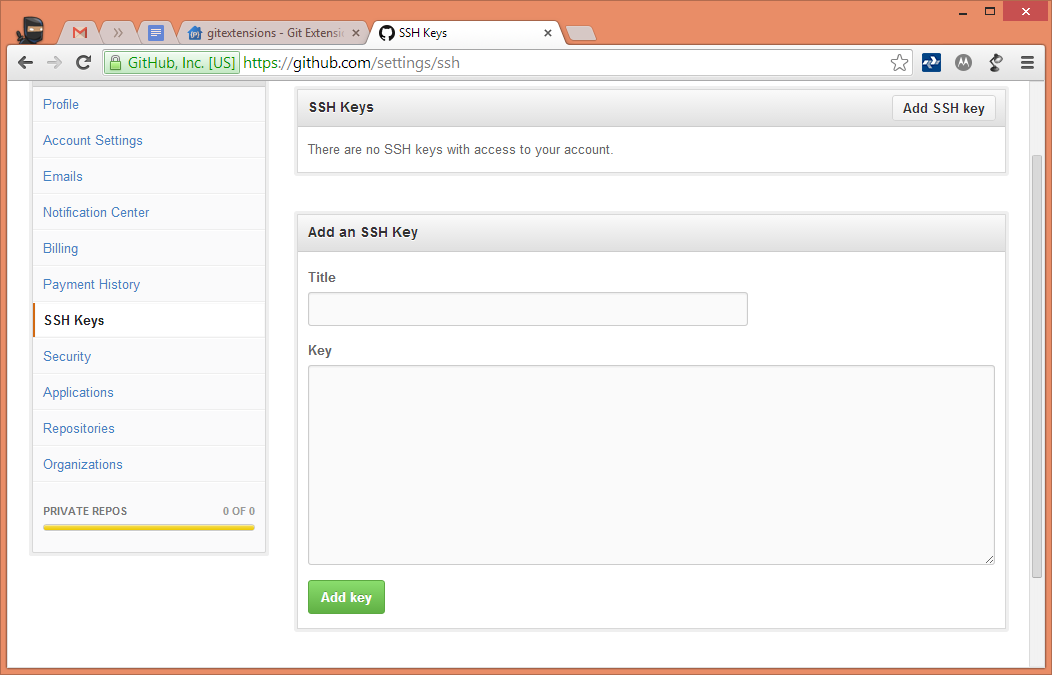 gitextensions - Git Extensi
SSH Keys
GitHub, Inc. [US] https://github.com/settings/ssh
Profile
Account Settings
Emails
Notification Center
Billing
Payment History
SSH Keys
Security
Applications
Repositories
Organizations
PRIVATE REPOS 0 OF 0
SSH Keys
Add SSH key
There are no SSH keys with access to your account.
Add an SSH Key
Title
Key
Add key